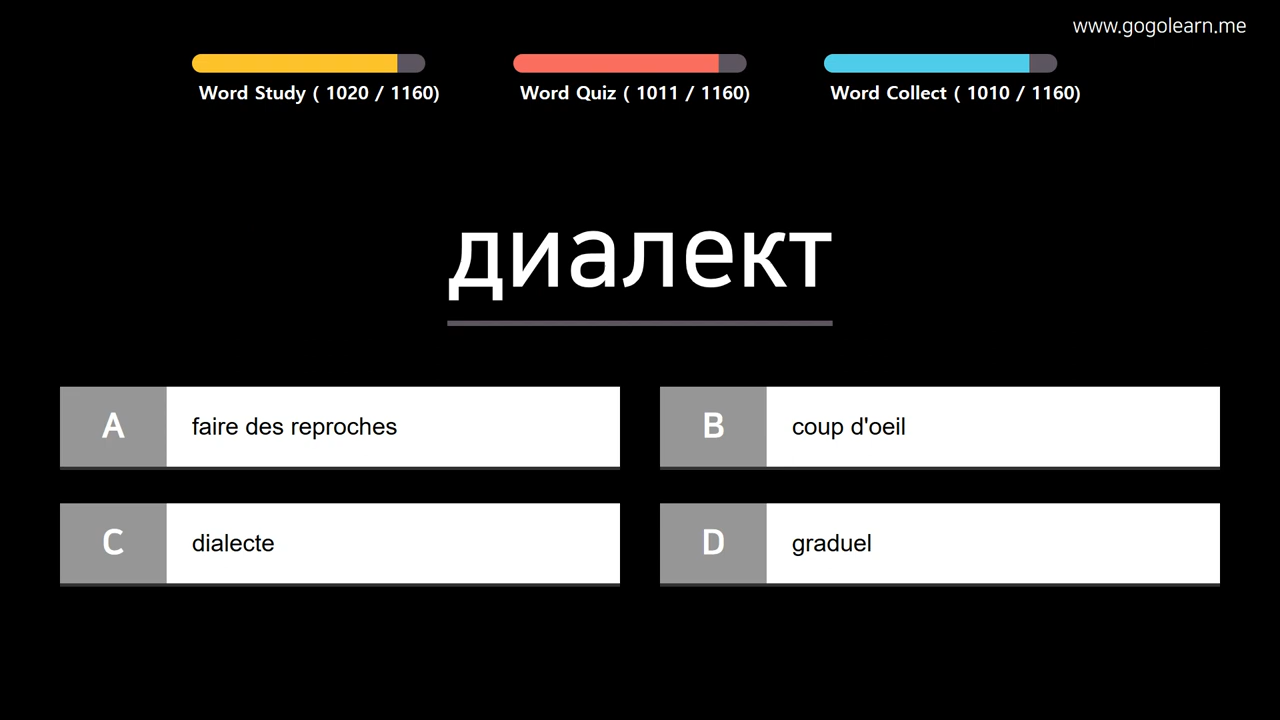 www.gogolearn.me
Word Study ( 1020 / 1160)
Word Quiz ( 1011 / 1160)
Word Collect ( 1010 / 1160)
диалект
A faire des reproches
B coup d'oeil
C dialecte
D graduel